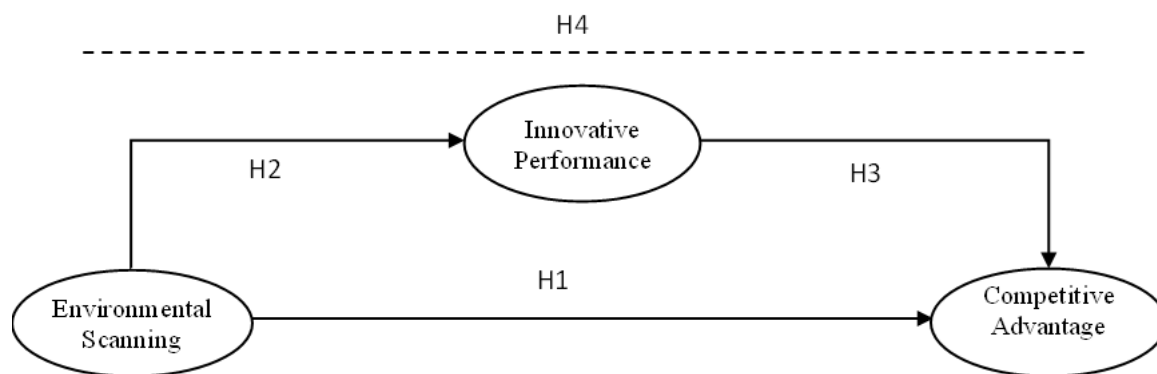 H4
Innovative
Performance
H2
H3
H1
Environmental
Scanning
Competitive
Advantage